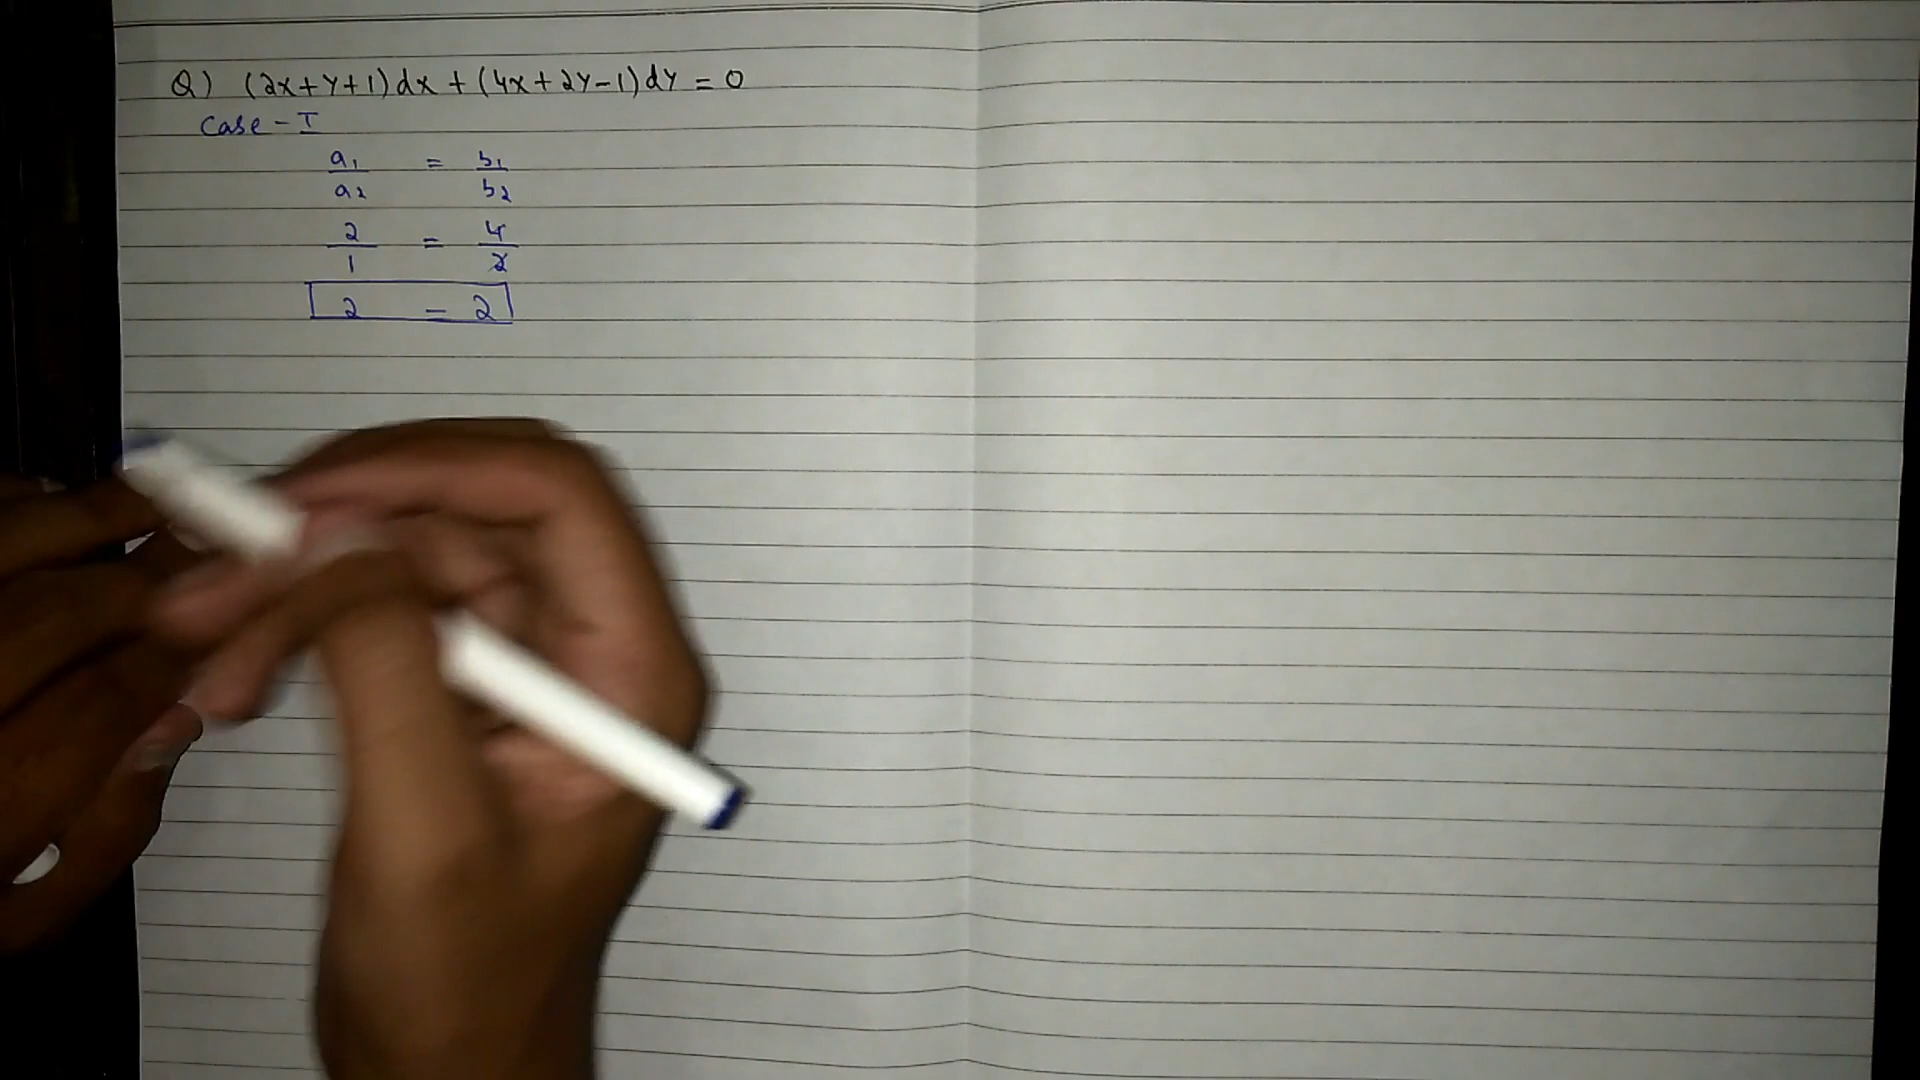 Q) (2x+y+1)dx + (4x+2y-1)dy = 0
Case - I
a₁/a₂ = b₁/b₂
2/1 = 4/2
2 = 2